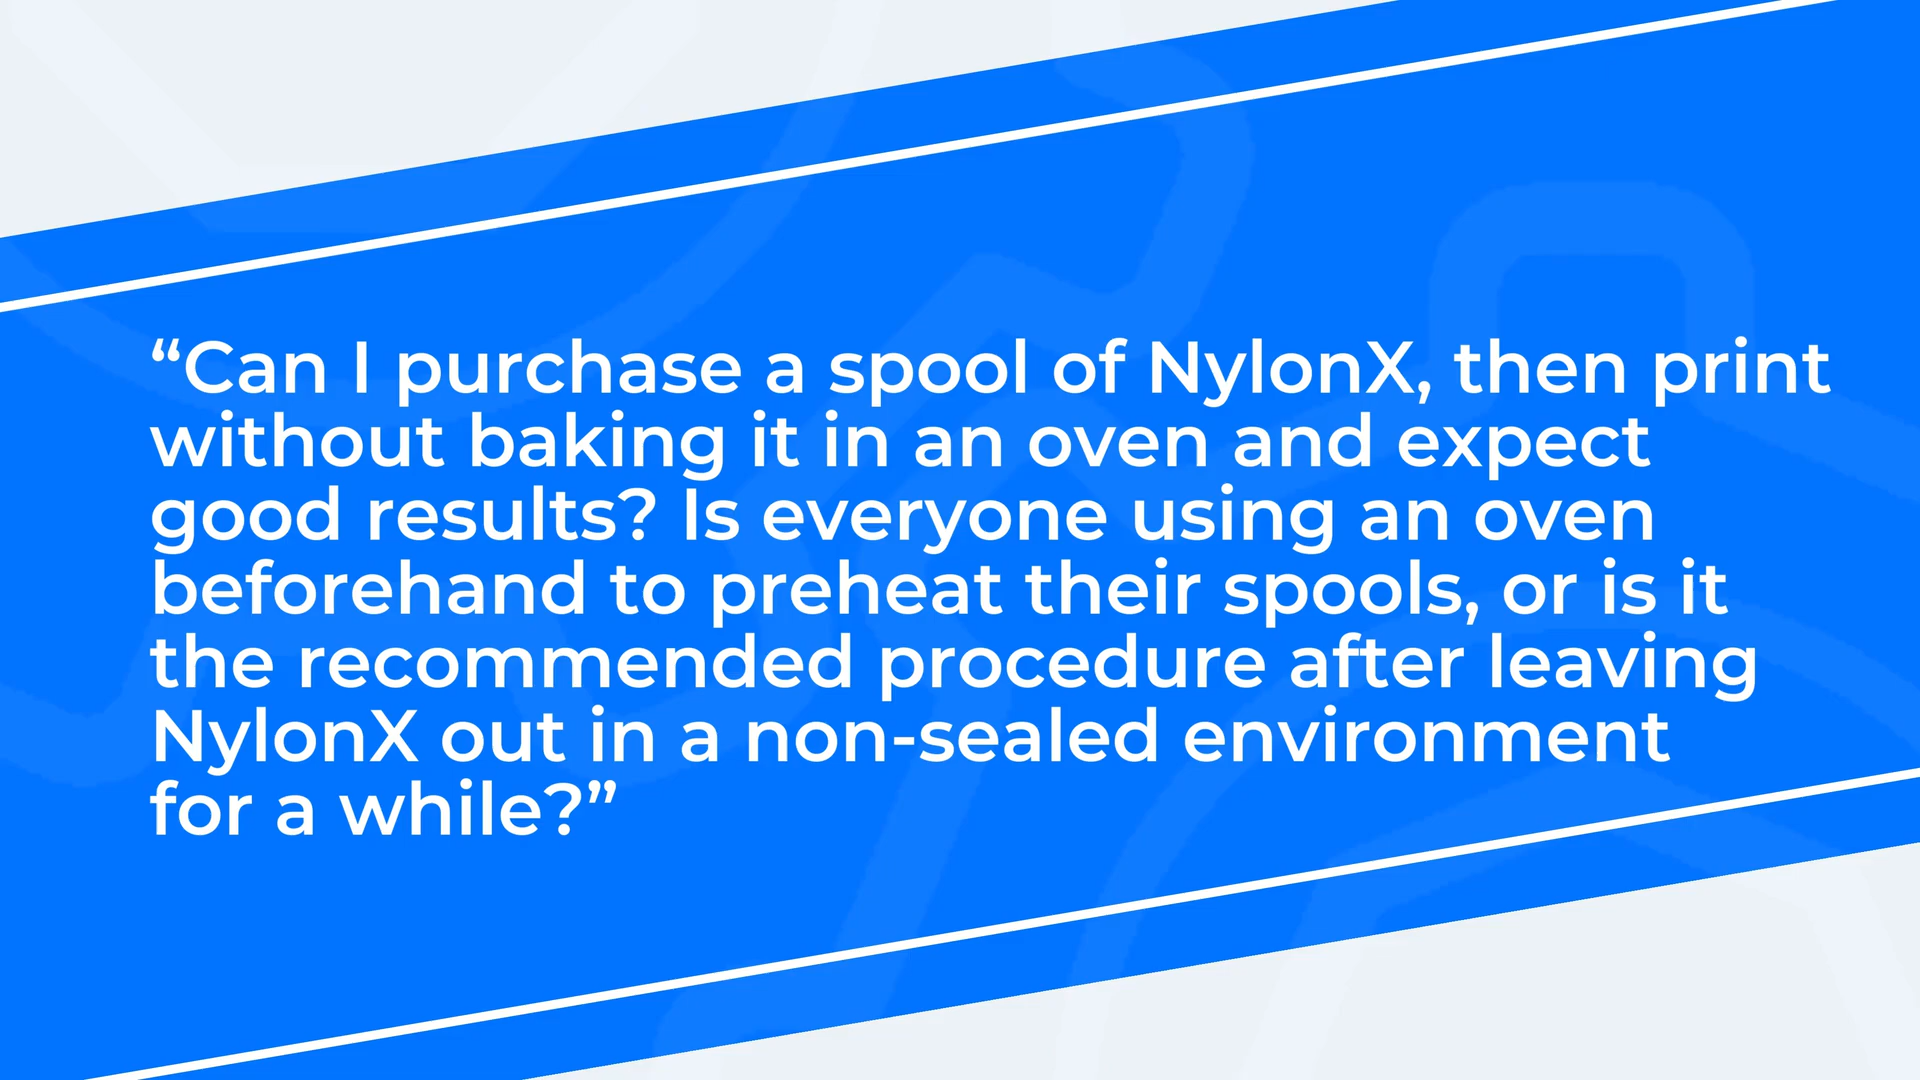 “Can I purchase a spool of NylonX, then print
without baking it in an oven and expect
good results? Is everyone using an oven
beforehand to preheat their spools, or is it
the recommended procedure after leaving
NylonX out in a non-sealed environment
for a while?”